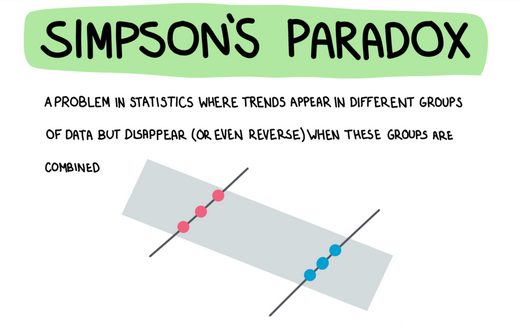 SIMPSON'S PARADOX
A PROBLEM IN STATISTICS WHERE TRENDS APPEAR IN DIFFERENT GROUPS
OF DATA BUT DISAPPEAR (OR EVEN REVERSE) WHEN THESE GROUPS ARE
COMBINED